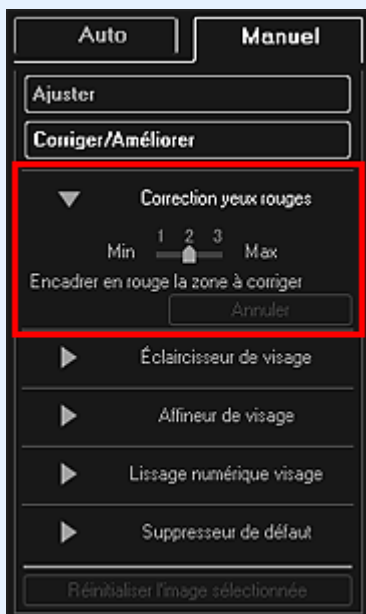 Auto Manuel
Ajuster
Corriger/Améliorer
Correction yeux rouges
1 2 3
Min Max
Encadrer en rouge la zone à corriger
Annuler
Éclaircisseur de visage
Affineur de visage
Lissage numérique visage
Suppresseur de défaut
Réinitialiser l'image sélectionnée